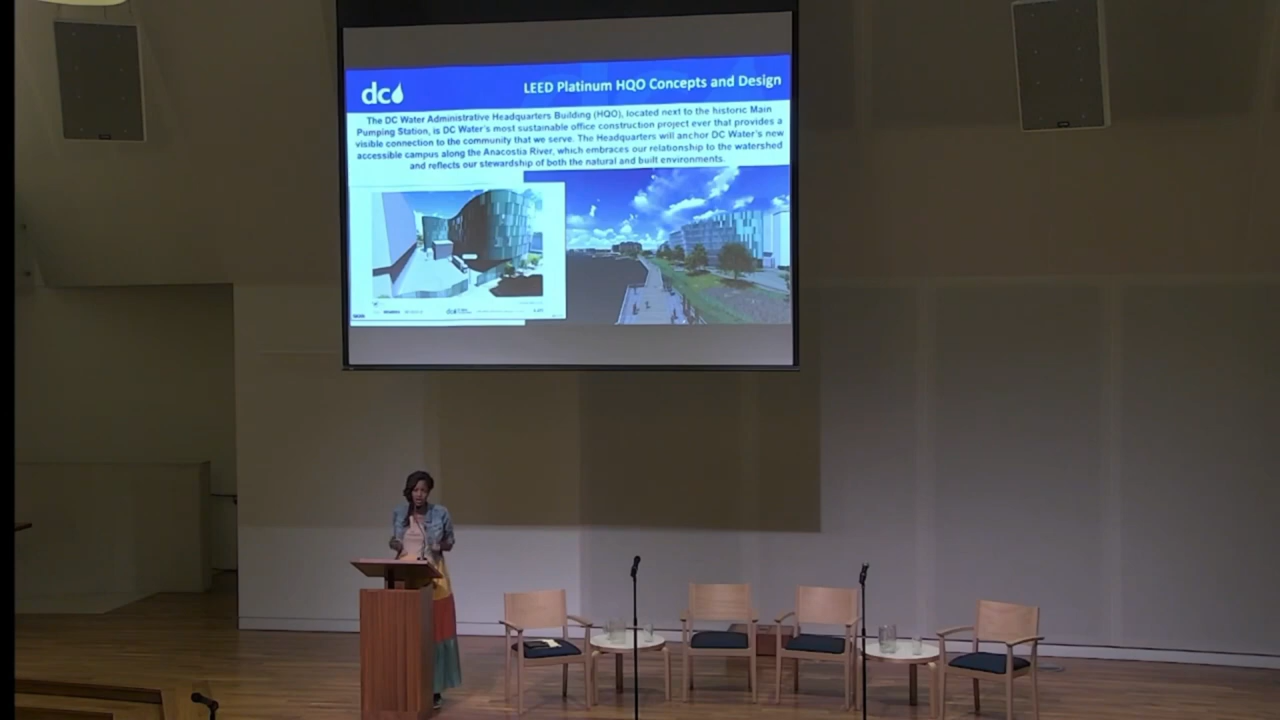 dc
LEED Platinum HQO Concepts and Design
The DC Water Administrative Headquarters Building (HQO), located next to the historic Main
Pumping Station, is DC Water's most sustainable office construction project ever that provides a
visible connection to the community that we serve. The Headquarters will anchor DC Water's new
accessible campus along the Anacostia River, which embraces our relationship to the watershed
and reflects our stewardship of both the natural and built environments.